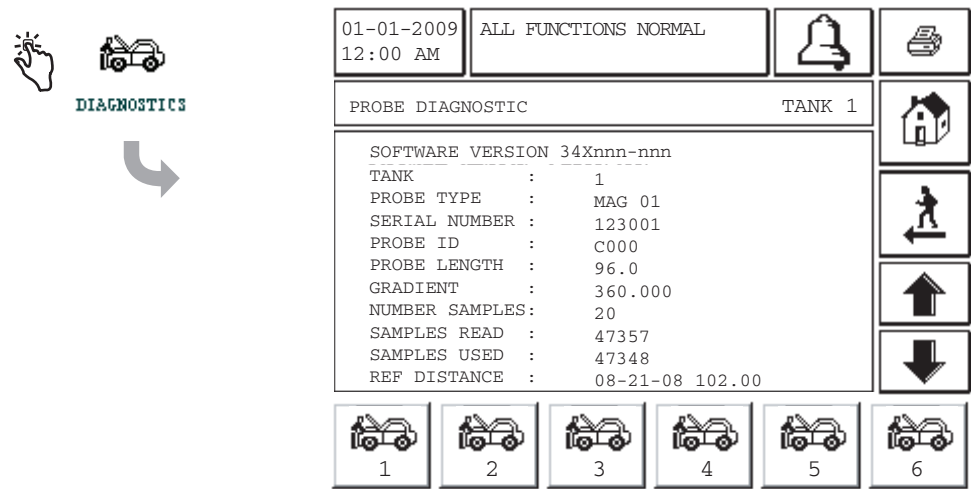 DIAGNOSTICS
01-01-2009
12:00 AM
ALL FUNCTIONS NORMAL
PROBE DIAGNOSTIC TANK 1
SOFTWARE VERSION 34Xnnn-nnn
TANK : 1
PROBE TYPE : MAG 01
SERIAL NUMBER : 123001
PROBE ID : C000
PROBE LENGTH : 96.0
GRADIENT : 360.000
NUMBER SAMPLES: 20
SAMPLES READ : 47357
SAMPLES USED : 47348
REF DISTANCE : 08-21-08 102.00
1 2 3 4 5 6